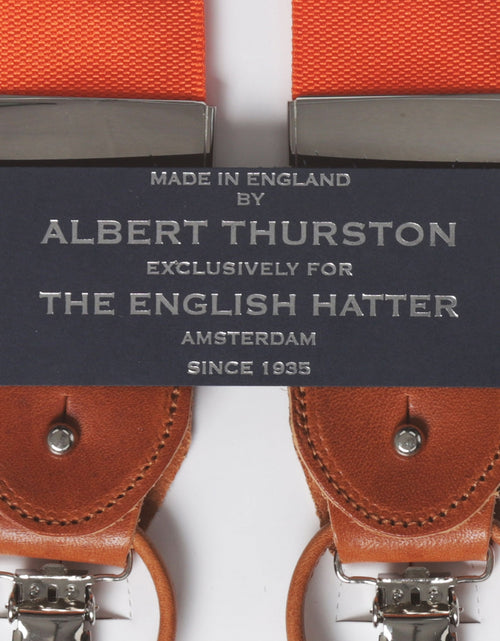 MADE IN ENGLAND
BY
ALBERT THURSTON
EXCLUSIVELY FOR
THE ENGLISH HATTER
AMSTERDAM
SINCE 1935